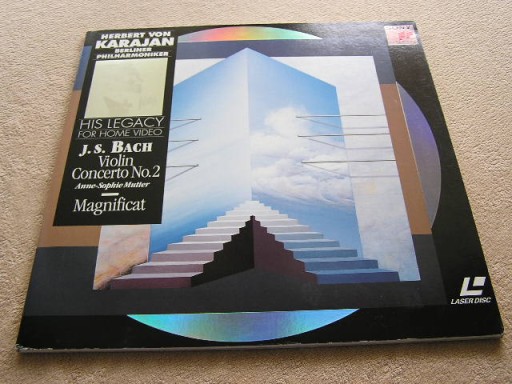 HERBERT VON
KARAJAN
BERLINER
PHILHARMONIKER
HIS LEGACY
FOR HOME VIDEO
J. S. BACH
Violin
Concerto No. 2
Anne-Sophie Mutter
Magnificat
SONY
LASER DISC